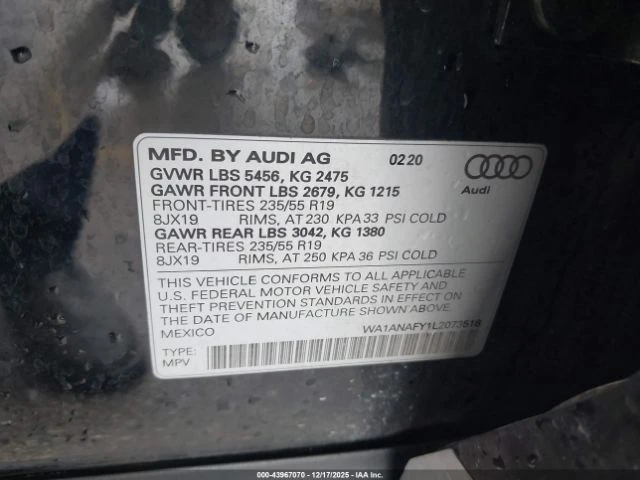 MFD. BY AUDI AG 02 20
GVWR LBS 5456, KG 2475
GAWR FRONT LBS 2679, KG 1215
FRONT-TIRES 235/55 R19
8JX19 RIMS, AT 230 KPA 33 PSI COLD
GAWR REAR LBS 3042, KG 1380
REAR-TIRES 235/55 R19
8JX19 RIMS, AT 250 KPA 36 PSI COLD
Audi
THIS VEHICLE CONFORMS TO ALL APPLICABLE
U.S. FEDERAL MOTOR VEHICLE SAFETY AND
THEFT PREVENTION STANDARDS IN EFFECT ON
THE DATE OF MANUFACTURE SHOWN ABOVE.
MEXICO WA1ANAFY1L2073518
TYPE:
MPV
000-43967070 - 12/17/2025 - IAAI.COM